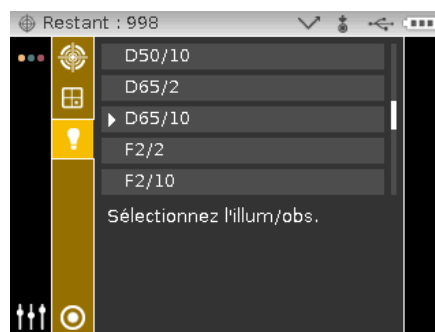 Restant : 998
D50/10
D65/2
D65/10
F2/2
F2/10
Sélectionnez l'illum/obs.